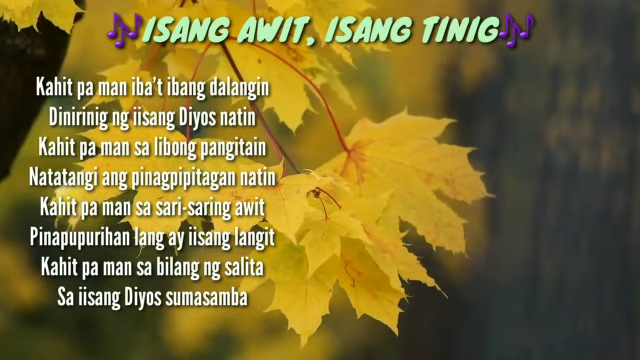 🎶ISANG AWIT, ISANG TINIG🎶
Kahit pa man iba't ibang dalangin
Dinirinig ng iisang Diyos natin
Kahit pa man sa libong pangitain
Natatangi ang pinagpipitagan natin
Kahit pa man sa sari-saring awit
Pinapupurihan lang ay iisang langit
Kahit pa man sa bilang ng salita
Sa iisang Diyos sumasamba